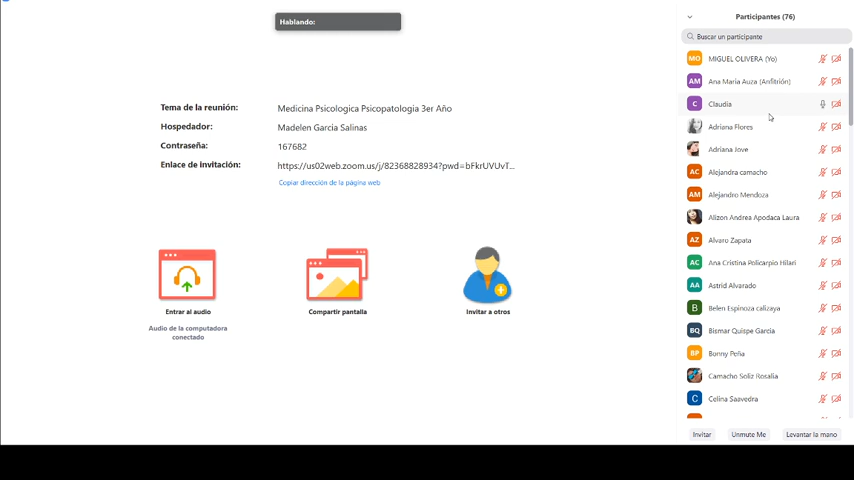 Hablando:
Tema de la reunión:
Medicina Psicologica Psicopatologia 3er Año
Hospedador:
Madelen Garcia Salinas
Contraseña:
167682
Enlace de invitación:
https://us02web.zoom.us/j/82368828934?pwd=bFkrUVUvT...
Copiar dirección de la página web
Entrar al audio
Audio de la computadora
conectado
Compartir pantalla
Invitar a otros
Participantes (76)
Buscar un participante
MO MIGUEL OLIVERA (Yo)
AM Ana Maria Auza (Anfitrión)
C Claudia
Adriana Flores
Adriana Jove
AC Alejandra camacho
AM Alejandro Mendoza
Alizon Andrea Apodaca Laura
AZ Alvaro Zapata
AC Ana Cristina Policarpio Hilari
AA Astrid Alvarado
B Belen Espinoza calizaya
BQ Bismar Quispe Garcia
BP Bonny Peña
Camacho Soliz Rosalia
C Celina Saavedra
Invitar
Unmute Me
Levantar la mano